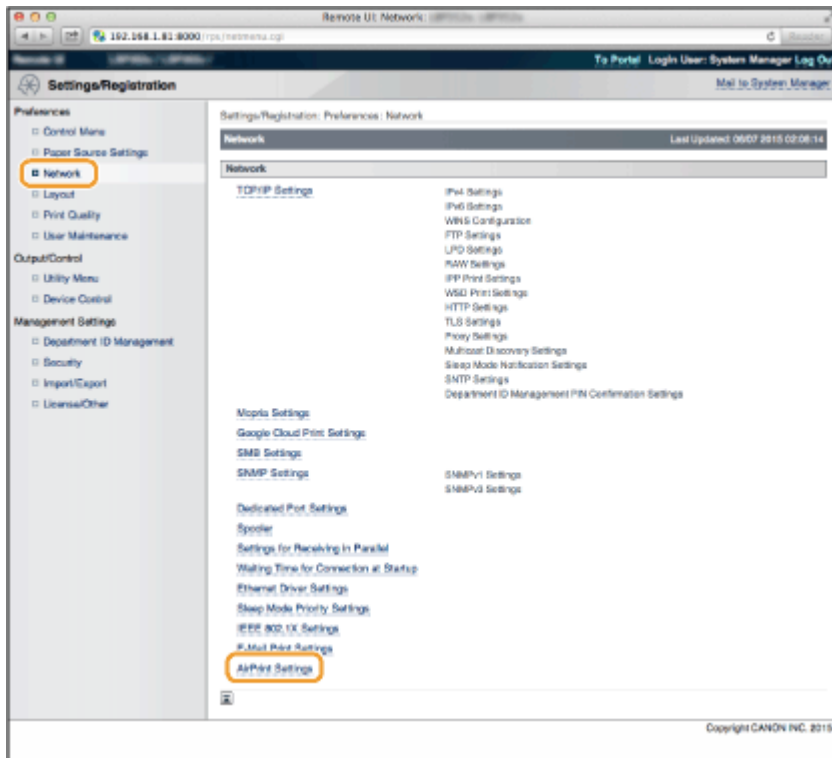 Remote UI: Network:
192.168.1.81:8000/rps/netmenu.cgi
Reader
To Portal Login User: System Manager Log Ou
Settings/Registration
Mail to System Manager
Preferences
Control Menu
Paper Source Settings
Network
Layout
Print Quality
User Maintenance
Output/Control
Utility Menu
Device Control
Management Settings
Department ID Management
Security
Import/Export
License/Other
Settings/Registration: Preferences: Network
Network
Last Updated: 08/07 2015 02:08:14
Network
TCP/IP Settings
IPv4 Settings
IPv6 Settings
WINS Configuration
FTP Settings
LPD Settings
RAW Settings
IPP Print Settings
WSD Print Settings
HTTP Settings
TLS Settings
Proxy Settings
Multicast Discovery Settings
Sleep Mode Notification Settings
SNTP Settings
Department ID Management PIN Confirmation Settings
Mopria Settings
Google Cloud Print Settings
SMB Settings
SNMP Settings
SNMPv1 Settings
SNMPv3 Settings
Dedicated Port Settings
Spooler
Settings for Receiving in Parallel
Waiting Time for Connection at Startup
Ethernet Driver Settings
Sleep Mode Priority Settings
IEEE 802.1X Settings
E-Mail Print Settings
AirPrint Settings
Copyright CANON INC. 2015